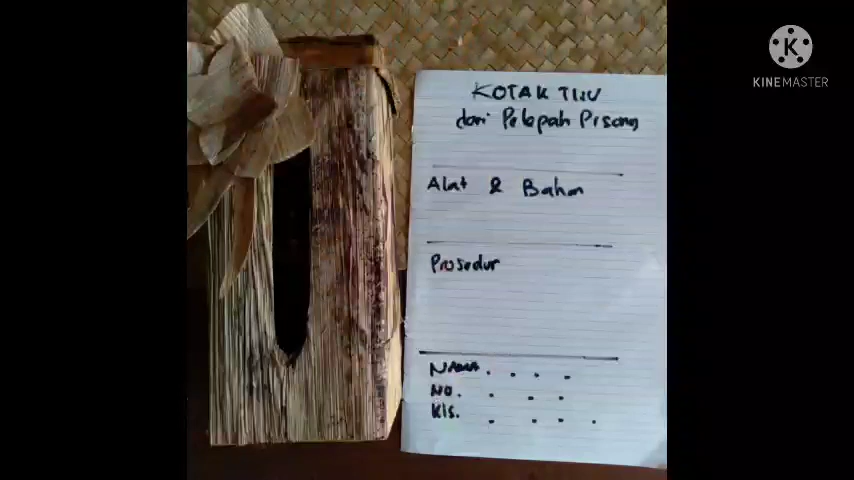 KOTAK TISU
dari Pelepah Pisang
Alat & Bahan
Prosedur
NAMA. . . .
NO. . . .
Kls. . . . .
KINEMASTER